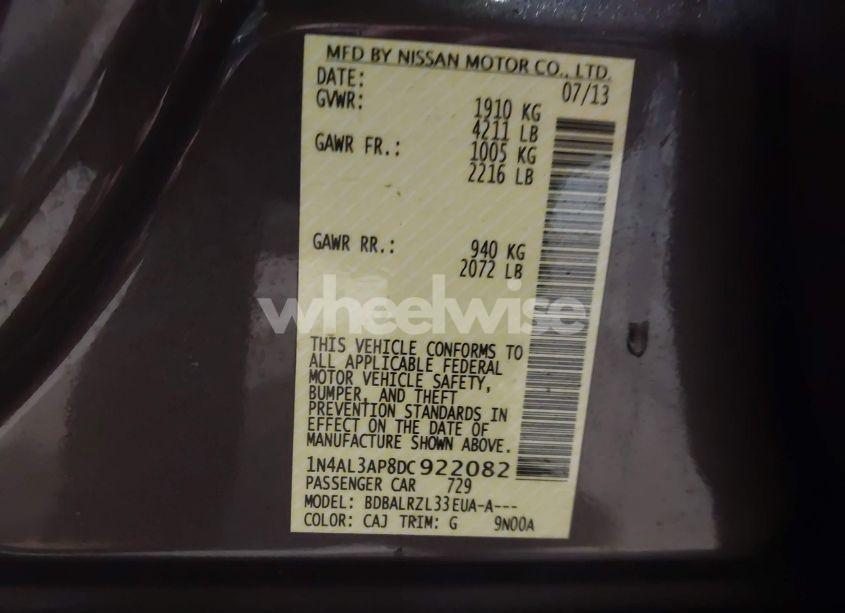 MFD BY NISSAN MOTOR CO., LTD.
DATE: 07/13
GVWR: 1910 KG
4211 LB
GAWR FR.: 1005 KG
2216 LB
GAWR RR.: 940 KG
2072 LB
wheelwise
THIS VEHICLE CONFORMS TO
ALL APPLICABLE FEDERAL
MOTOR VEHICLE SAFETY,
BUMPER, AND THEFT
PREVENTION STANDARDS IN
EFFECT ON THE DATE OF
MANUFACTURE SHOWN ABOVE.
1N4AL3AP8DC922082
PASSENGER CAR 729
MODEL: BDBALRZL33EUA-A---
COLOR: CAJ TRIM: G 9N00A